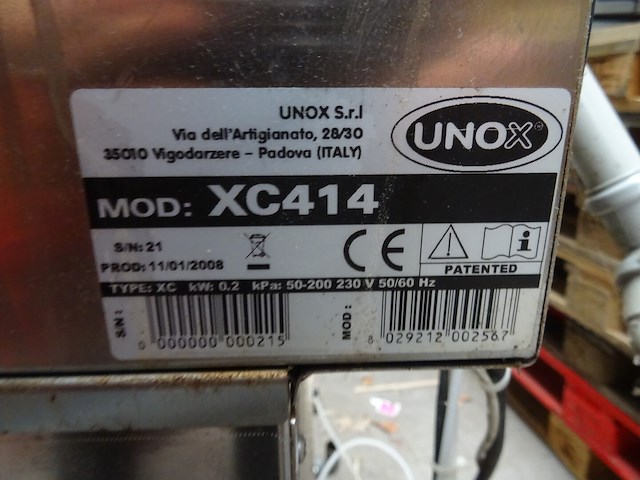 UNOX S.r.l
Via dell'Artigianato, 28/30
35010 Vigodarzere - Padova (ITALY)
UNOX
MOD: XC414
S/N: 21
PROD: 11/01/2008
CE
i
PATENTED
TYPE: XC kW: 0.2 kPa: 50-200 230 V 50/60 Hz
S/N:
0 000000 000215
MOD:
8 029212 002567